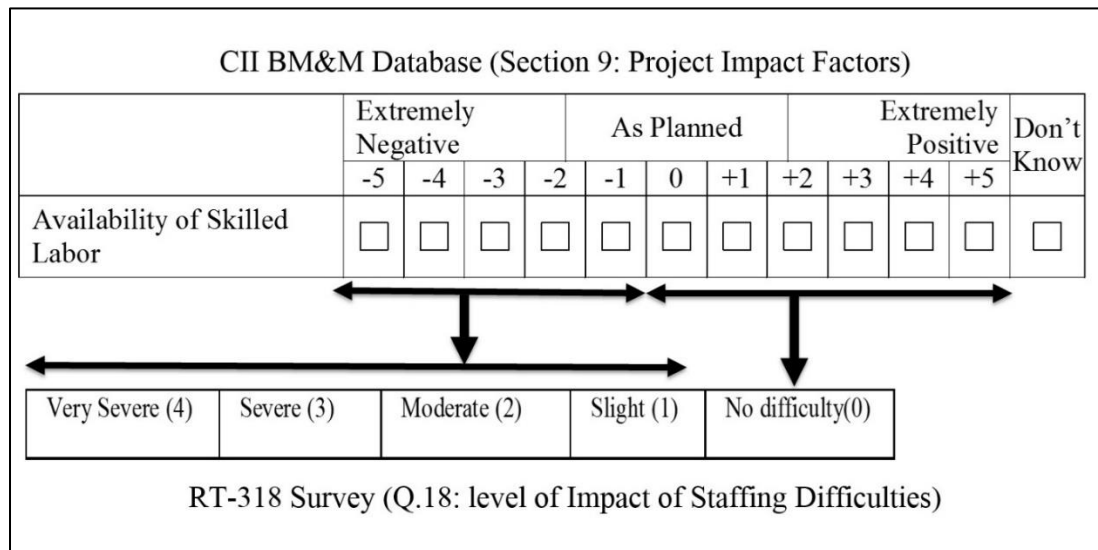 CII BM&M Database (Section 9: Project Impact Factors)
Extremely
Negative
As Planned
Extremely
Positive
Don't
Know
-5 -4 -3 -2 -1 0 +1 +2 +3 +4 +5
Availability of Skilled
Labor
Very Severe (4) Severe (3) Moderate (2) Slight (1) No difficulty(0)
RT-318 Survey (Q.18: level of Impact of Staffing Difficulties)